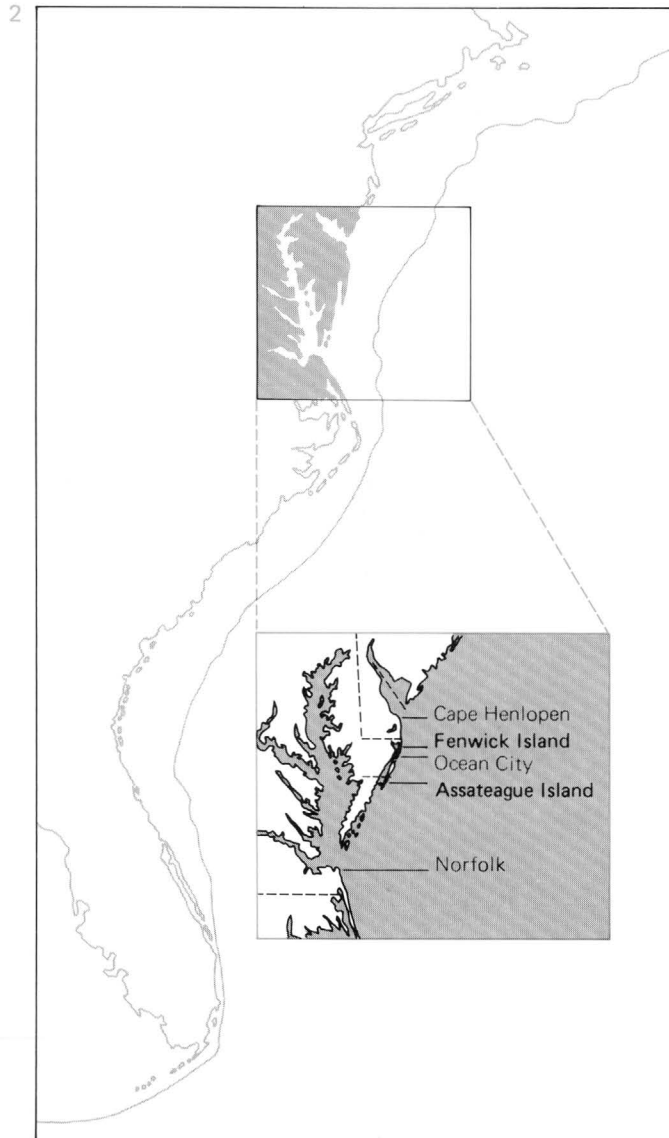 2
Cape Henlopen
Fenwick Island
Ocean City
Assateague Island
Norfolk